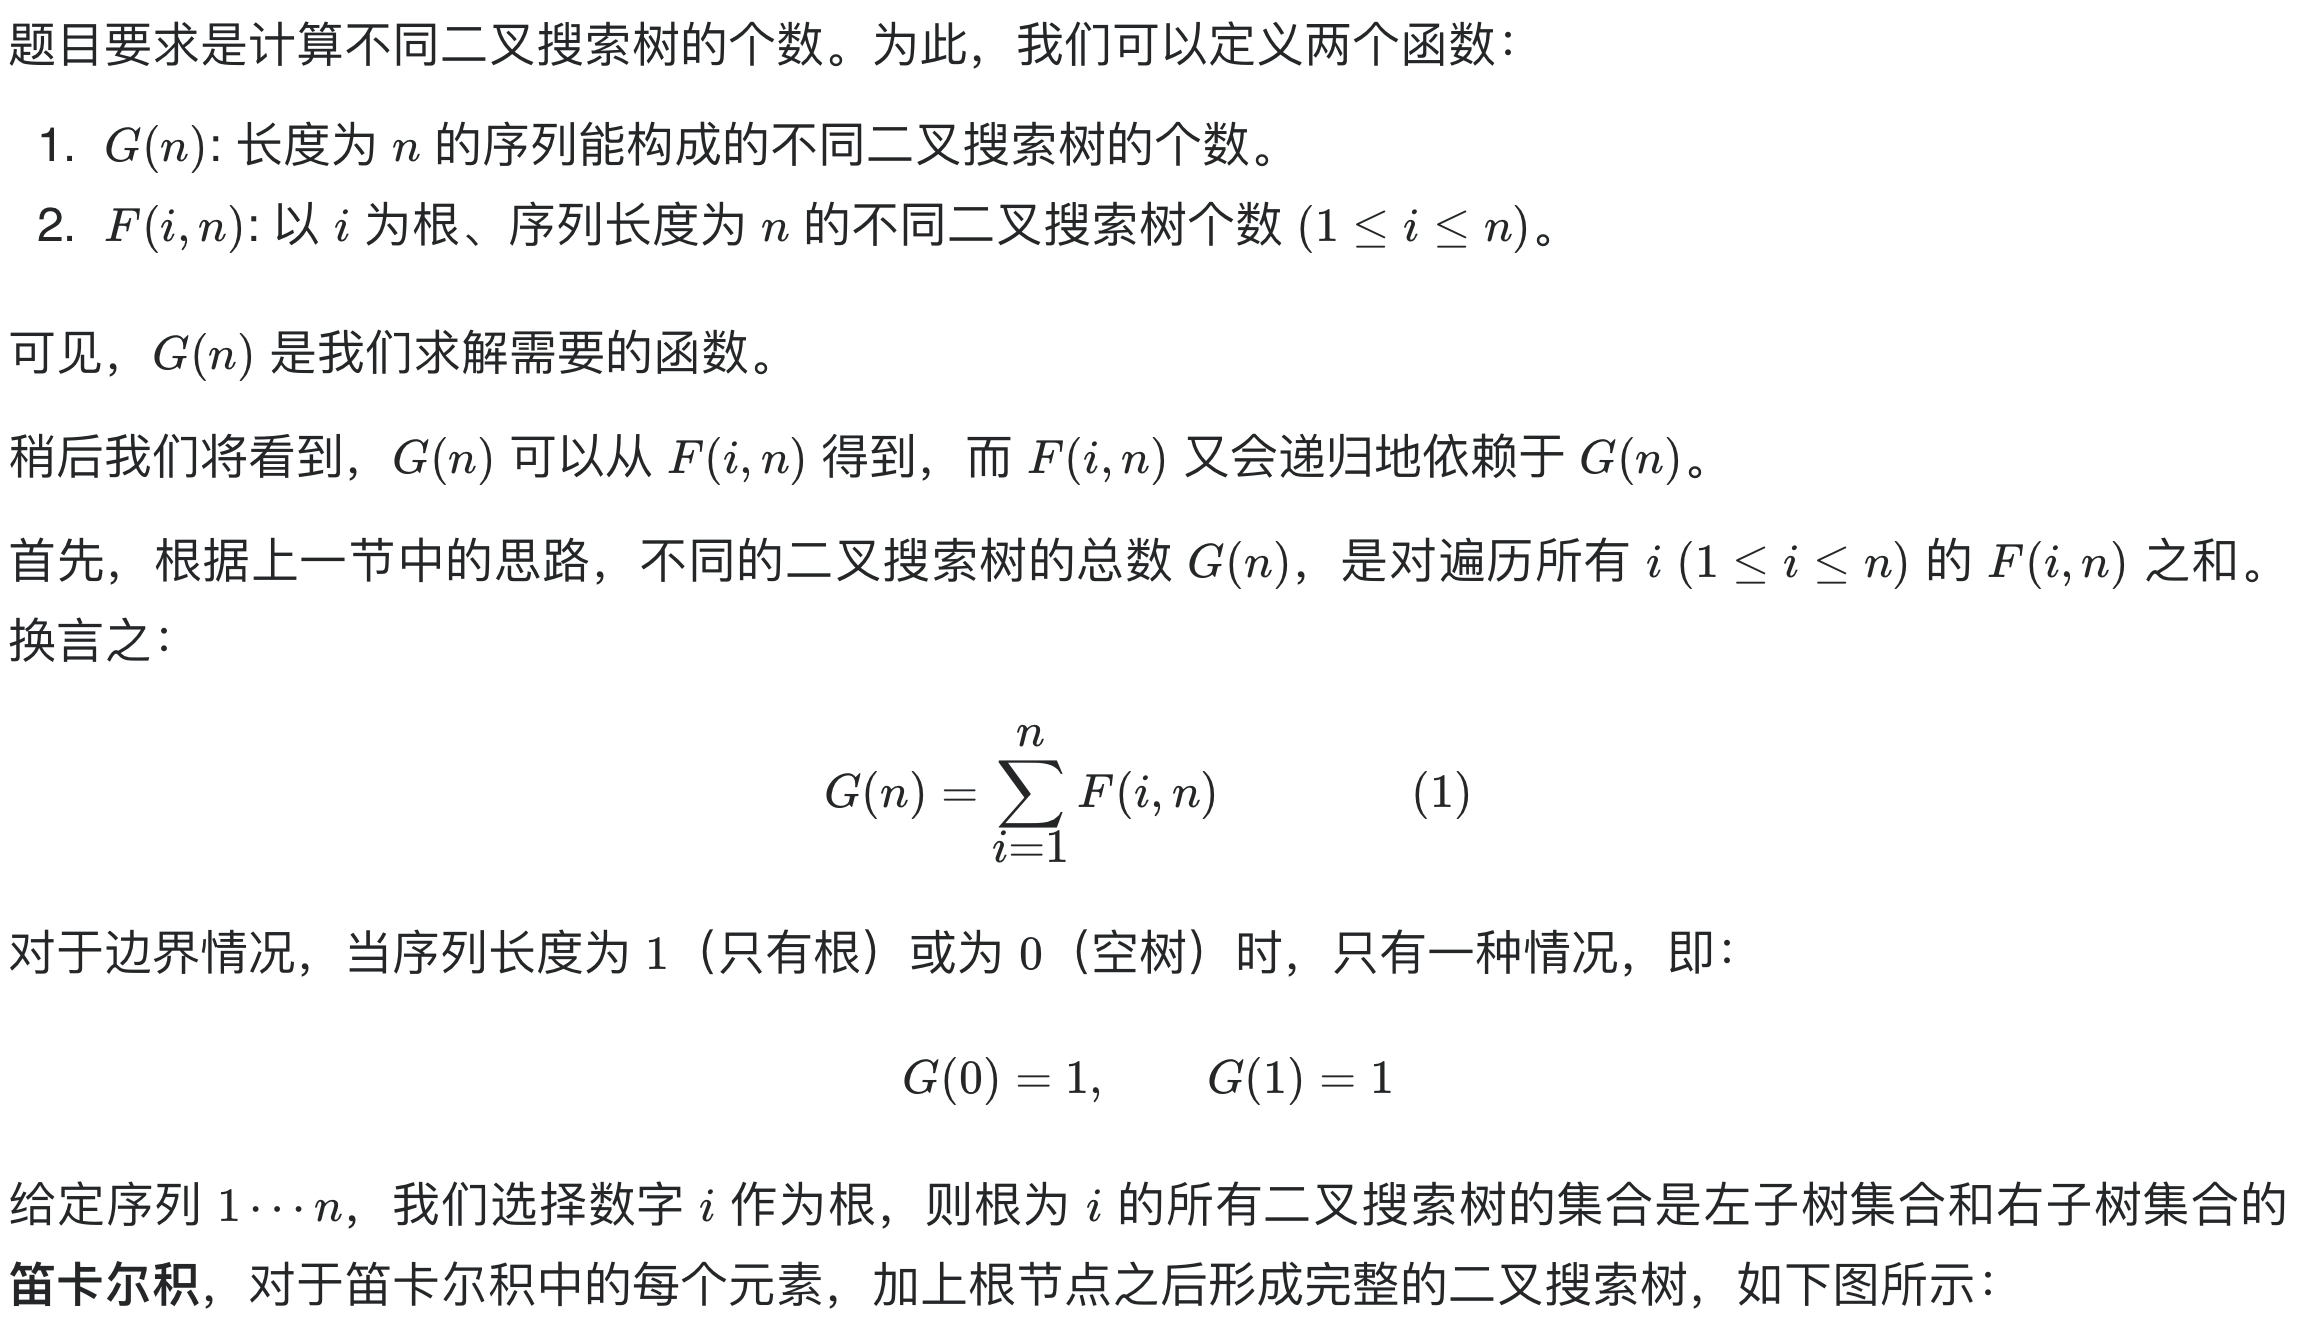 题目要求是计算不同二叉搜索树的个数。为此，我们可以定义两个函数：
1. G(n): 长度为 n 的序列能构成的不同二叉搜索树的个数。
2. F(i, n): 以 i 为根、序列长度为 n 的不同二叉搜索树个数 (1 ≤ i ≤ n)。
可见，G(n) 是我们求解需要的函数。
稍后我们将看到，G(n) 可以从 F(i, n) 得到，而 F(i, n) 又会递归地依赖于 G(n)。
首先，根据上一节中的思路，不同的二叉搜索树的总数 G(n)，是对遍历所有 i (1 ≤ i ≤ n) 的 F(i, n) 之和。
换言之：
G(n) = \sum_{i=1}^{n} F(i, n) (1)
对于边界情况，当序列长度为 1（只有根）或为 0（空树）时，只有一种情况，即：
G(0) = 1, G(1) = 1
给定序列 1···n，我们选择数字 i 作为根，则根为 i 的所有二叉搜索树的集合是左子树集合和右子树集合的
笛卡尔积，对于笛卡尔积中的每个元素，加上根节点之后形成完整的二叉搜索树，如下图所示：